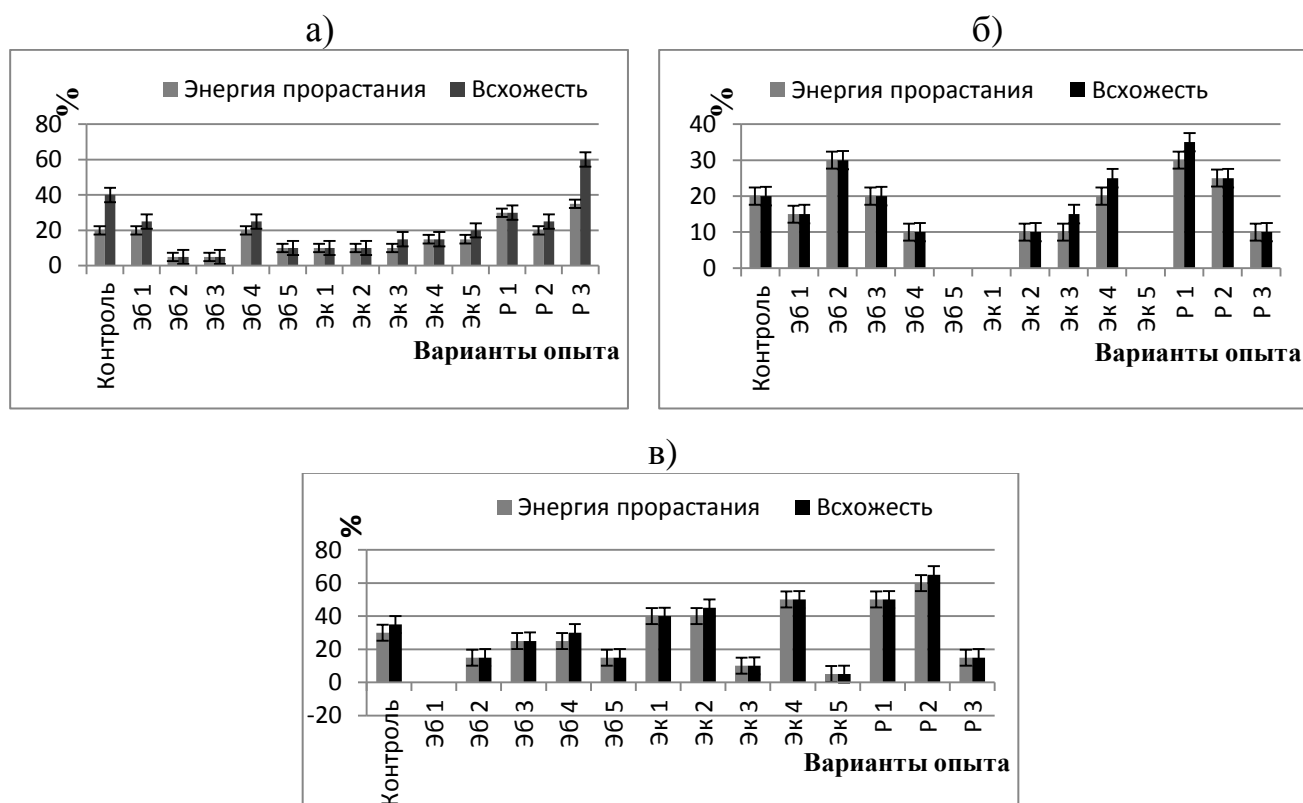 а)
Энергия прорастания Всхожесть
%
80
60
40
20
0
Контроль
Эб 1
Эб 2
Эб 3
Эб 4
Эб 5
Эк 1
Эк 2
Эк 3
Эк 4
Эк 5
Р 1
Р 2
Р 3
Варианты опыта
б)
Энергия прорастания Всхожесть
%
40
30
20
10
0
Контроль
Эб 1
Эб 2
Эб 3
Эб 4
Эб 5
Эк 1
Эк 2
Эк 3
Эк 4
Эк 5
Р 1
Р 2
Р 3
Варианты опыта
в)
Энергия прорастания Всхожесть
%
80
60
40
20
0
-20
Контроль
Эб 1
Эб 2
Эб 3
Эб 4
Эб 5
Эк 1
Эк 2
Эк 3
Эк 4
Эк 5
Р 1
Р 2
Р 3
Варианты опыта